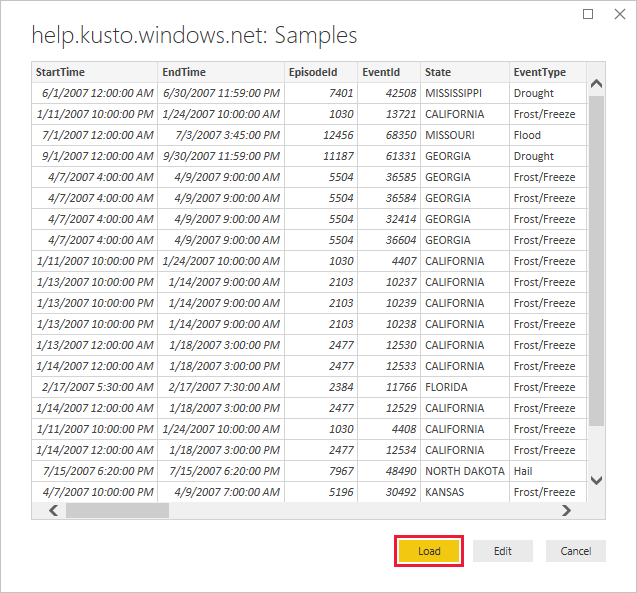 help.kusto.windows.net: Samples
StartTime EndTime EpisodeId EventId State EventType
6/1/2007 12:00:00 AM 6/30/2007 11:59:00 PM 7401 42508 MISSISSIPPI Drought
1/11/2007 10:00:00 PM 1/24/2007 10:00:00 AM 1030 13721 CALIFORNIA Frost/Freeze
7/1/2007 12:00:00 AM 7/3/2007 3:45:00 PM 12456 68350 MISSOURI Flood
9/1/2007 12:00:00 AM 9/30/2007 11:59:00 PM 11187 61331 GEORGIA Drought
4/7/2007 4:00:00 AM 4/9/2007 9:00:00 AM 5504 36585 GEORGIA Frost/Freeze
4/7/2007 4:00:00 AM 4/9/2007 9:00:00 AM 5504 36584 GEORGIA Frost/Freeze
4/7/2007 4:00:00 AM 4/9/2007 9:00:00 AM 5504 32414 GEORGIA Frost/Freeze
4/7/2007 4:00:00 AM 4/9/2007 9:00:00 AM 5504 36604 GEORGIA Frost/Freeze
1/11/2007 10:00:00 PM 1/24/2007 10:00:00 AM 1030 4407 CALIFORNIA Frost/Freeze
1/13/2007 10:00:00 PM 1/14/2007 9:00:00 AM 2103 10237 CALIFORNIA Frost/Freeze
1/13/2007 10:00:00 PM 1/14/2007 9:00:00 AM 2103 10239 CALIFORNIA Frost/Freeze
1/13/2007 10:00:00 PM 1/14/2007 9:00:00 AM 2103 10238 CALIFORNIA Frost/Freeze
1/13/2007 12:00:00 AM 1/18/2007 3:00:00 PM 2477 12530 CALIFORNIA Frost/Freeze
1/14/2007 12:00:00 AM 1/18/2007 3:00:00 PM 2477 12533 CALIFORNIA Frost/Freeze
2/17/2007 5:30:00 AM 2/17/2007 7:30:00 AM 2384 11766 FLORIDA Frost/Freeze
1/14/2007 12:00:00 AM 1/18/2007 3:00:00 PM 2477 12529 CALIFORNIA Frost/Freeze
1/11/2007 10:00:00 PM 1/24/2007 10:00:00 AM 1030 4408 CALIFORNIA Frost/Freeze
1/14/2007 12:00:00 AM 1/18/2007 3:00:00 PM 2477 12534 CALIFORNIA Frost/Freeze
7/15/2007 6:20:00 PM 7/15/2007 6:20:00 PM 7967 48490 NORTH DAKOTA Hail
4/7/2007 10:00:00 PM 4/9/2007 7:00:00 AM 5196 30492 KANSAS Frost/Freeze
Load Edit Cancel